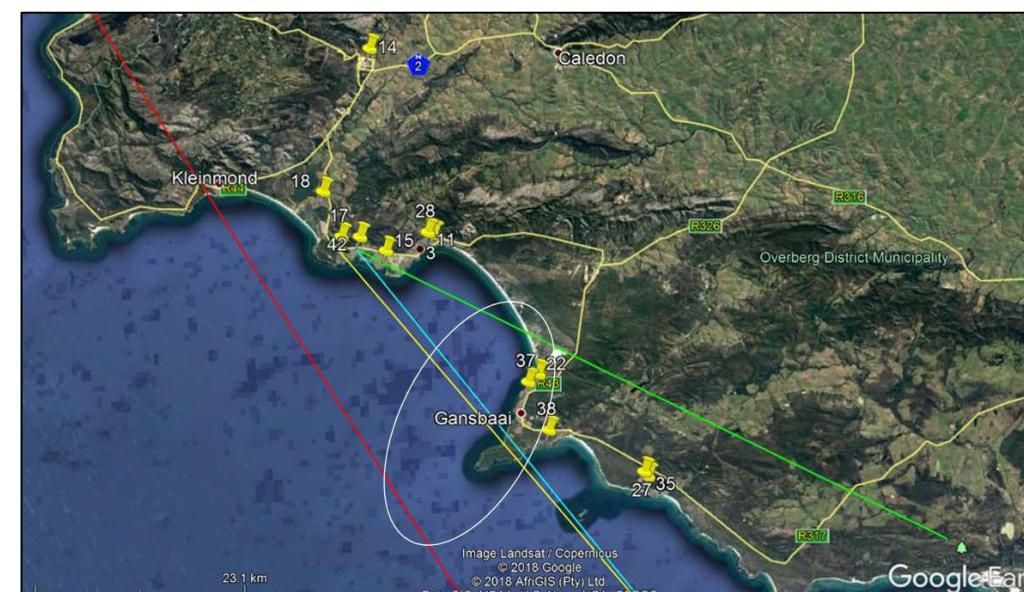 14
2
Caledon
Kleinmond
R44
18
R316
28
17
R326
42
15
11
3
Overberg District Municipality
37
22
R43
38
Gansbaai
27
35
R317
Image Landsat / Copernicus
© 2018 Google
© 2018 AfriGIS (Pty) Ltd.
23.1 km
Google Ear